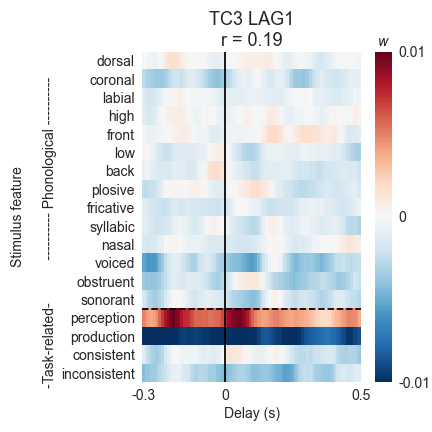 TC3 LAG1
r = 0.19
w
dorsal
coronal
labial
high
front
low
back
plosive
fricative
syllabic
nasal
voiced
obstruent
sonorant
perception
production
consistent
inconsistent
Stimulus feature
---------- Phonological ----------
-Task-related-
0.01
0
-0.01
-0.3 0 0.5
Delay (s)